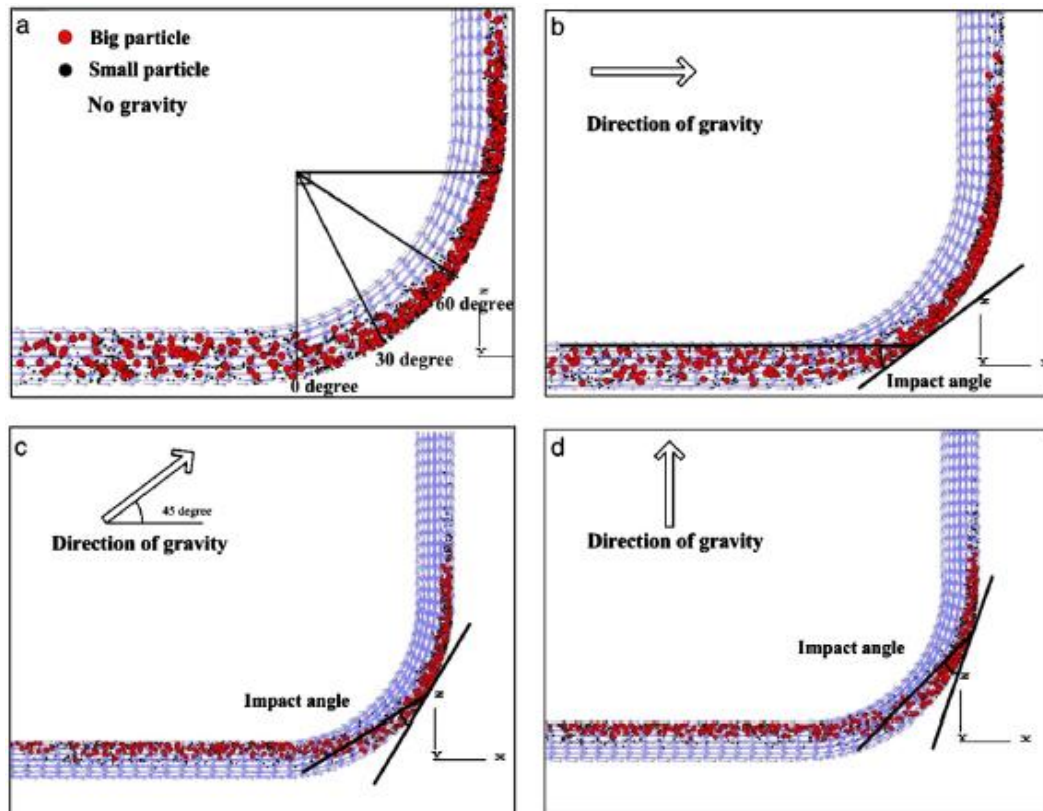 a
Big particle
Small particle
No gravity
60 degree
N
30 degree
0 degree
b
Direction of gravity
N
Impact angle
c
45 degree
Direction of gravity
Impact angle
N
X
d
Direction of gravity
Impact angle
N
X